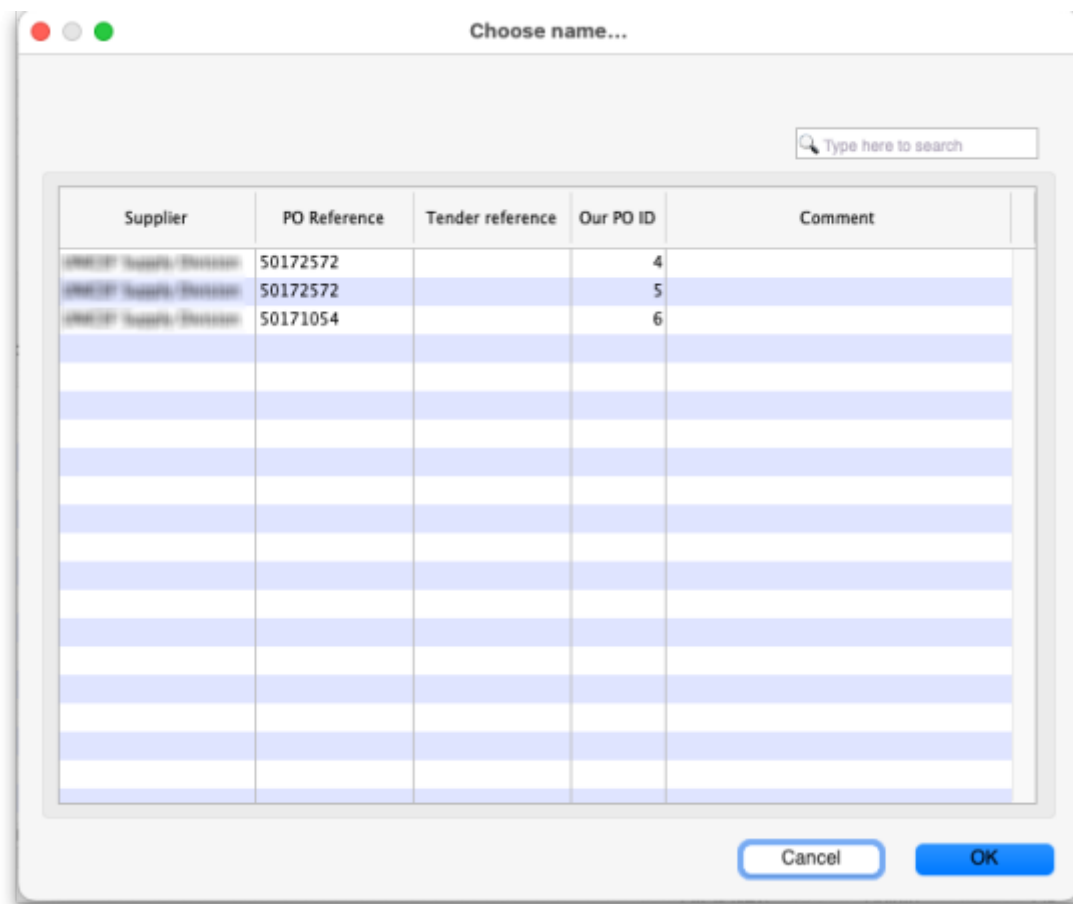 Choose name...
Type here to search
Supplier PO Reference Tender reference Our PO ID Comment
50172572 4
50172572 5
50171054 6
Cancel OK